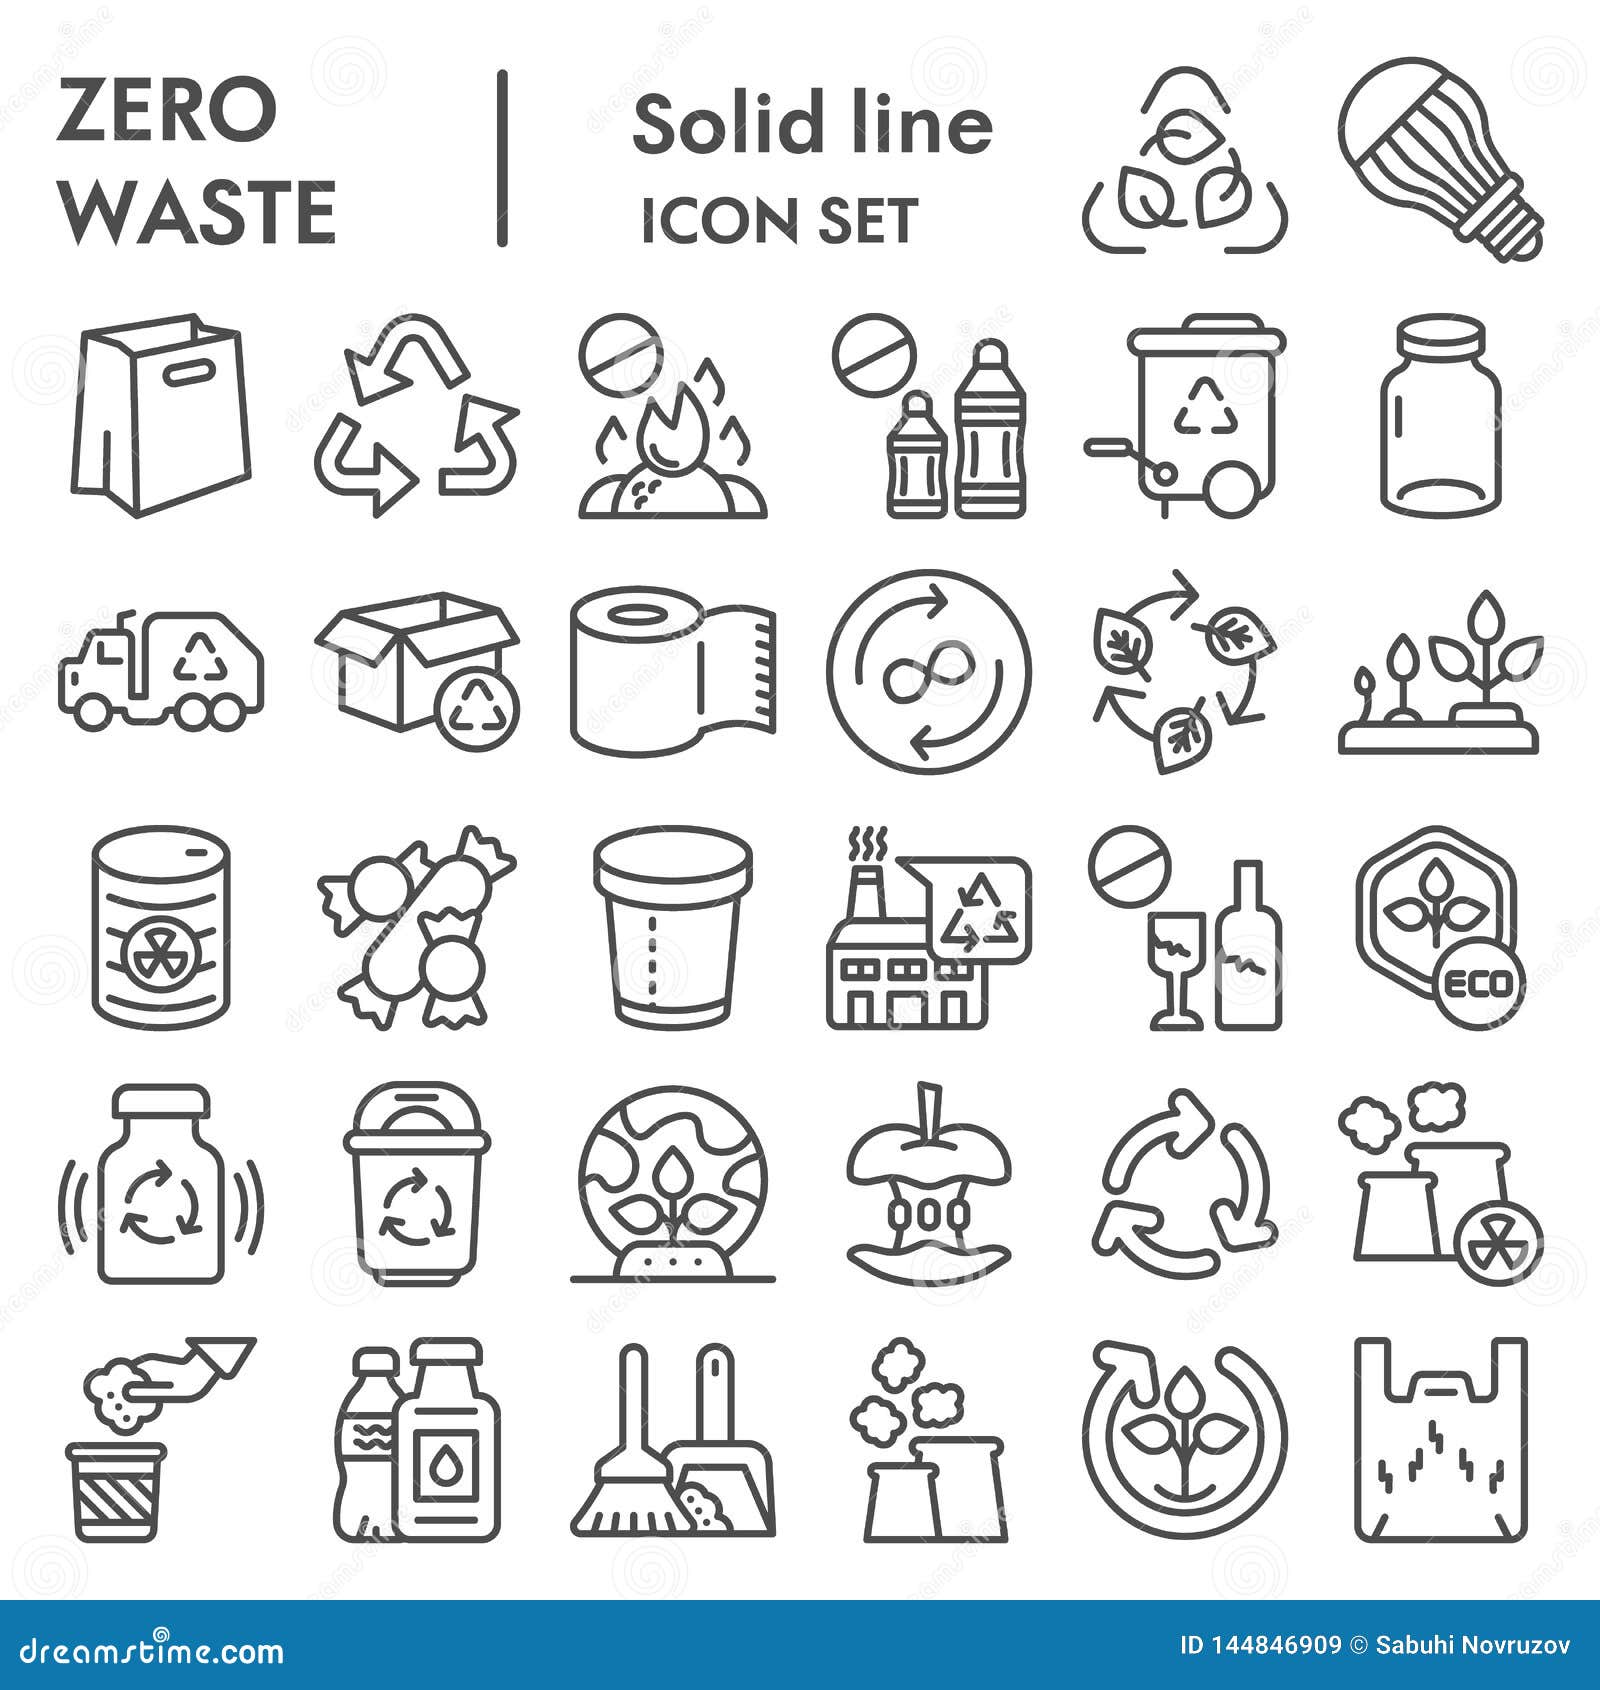 ZERO
WASTE
Solid line
ICON SET
ECO
dreamstime.com
ID 144846909 © Sabuhi Novruzov